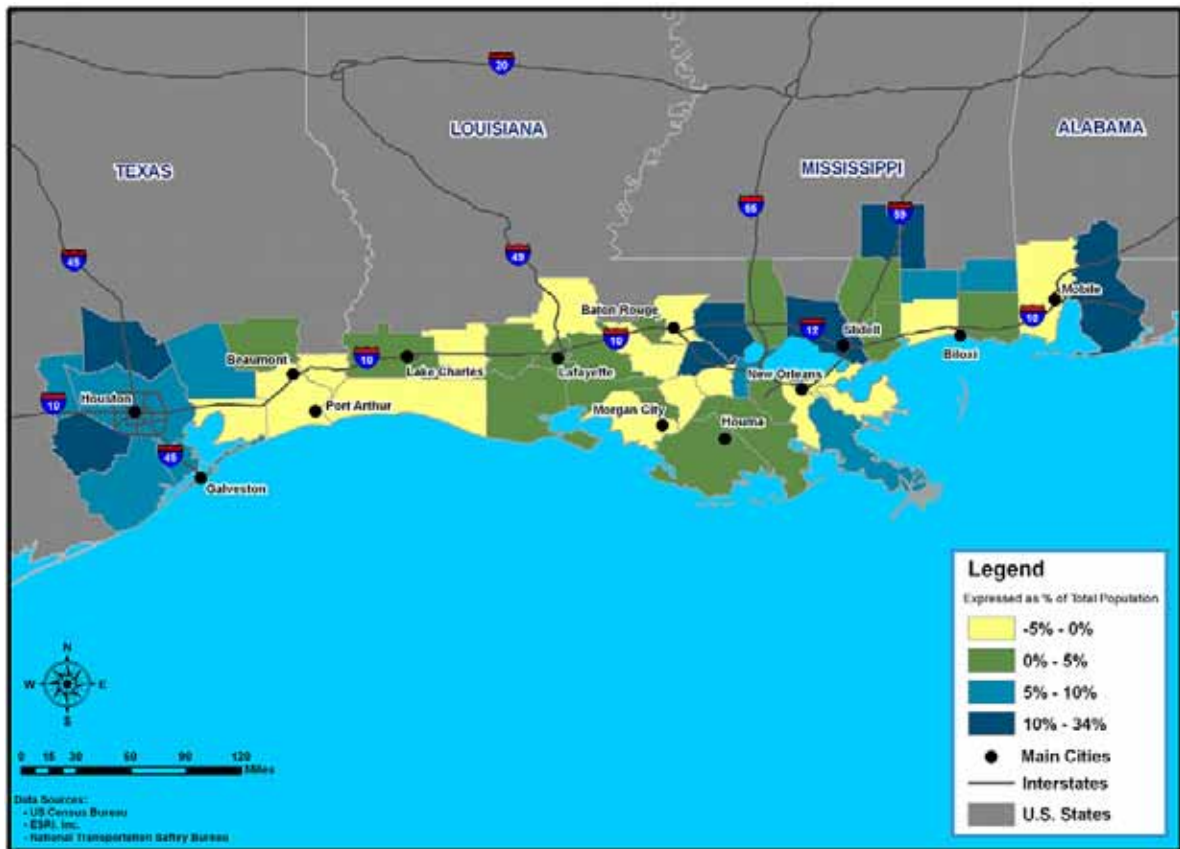 20
LOUISIANA
ALABAMA
TEXAS
MISSISSIPPI
55
59
45
49
Mobile
Baton Rouge
10
12
10
10
Slidell
Beaumont
10
Biloxi
Lake Charles
Lafayette
New Orleans
Houston
10
Port Arthur
Morgan City
Houma
45
Galveston
Legend
Expressed as % of Total Population
-5% - 0%
0% - 5%
5% - 10%
10% - 34%
Main Cities
Interstates
U.S. States
N
W E
S
0 15 30 60 90 120
Miles
Data Sources:
- US Census Bureau
- ESRI, Inc.
- National Transportation Saftey Bureau